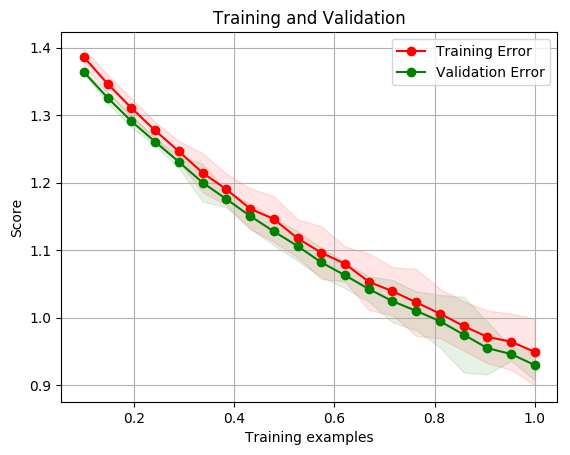 Training and Validation
Training Error
Validation Error
Score
1.4
1.3
1.2
1.1
1.0
0.9
0.2
0.4
0.6
0.8
1.0
Training examples